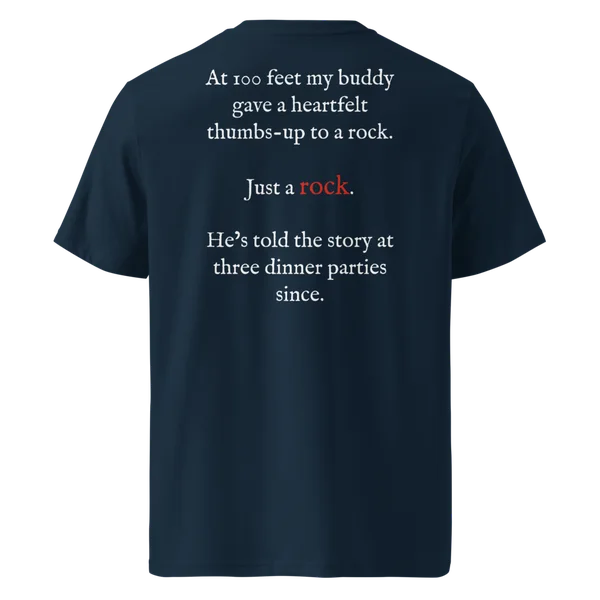 At 100 feet my buddy
gave a heartfelt
thumbs-up to a rock.
Just a rock.
He's told the story at
three dinner parties
since.